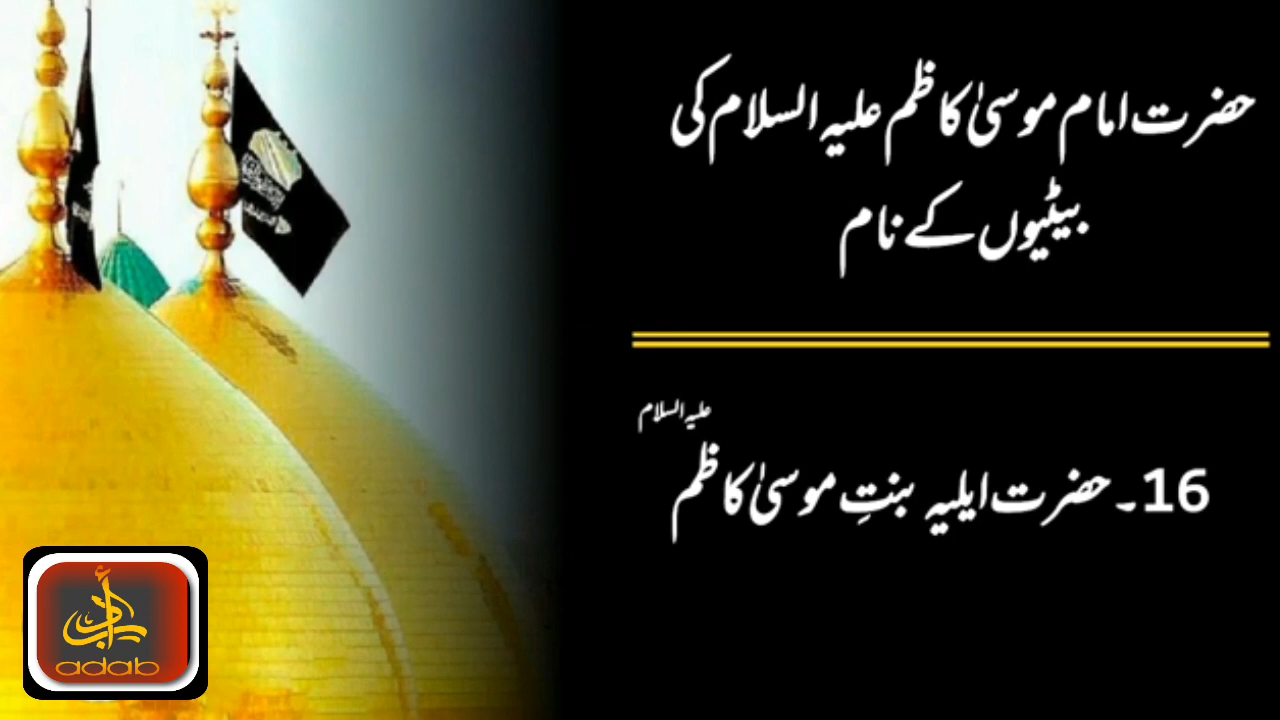 حضرت امام موسیٰ کاظم علیہ السلام کی
بیٹیوں کے نام
علیہ السلام
16۔ حضرت ایلیہ بنتِ موسیٰ کاظم
أدب
adab